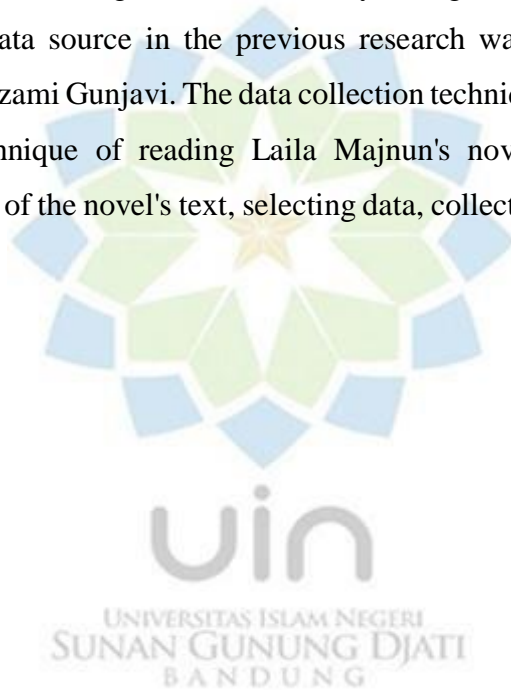 ata source in the previous research wa
zami Gunjavi. The data collection techni
hnique of reading Laila Majnun's nov
of the novel's text, selecting data, collect
uin
UNIVERSITAS ISLAM NEGERI
SUNAN GUNUNG DJATI
BANDUNG